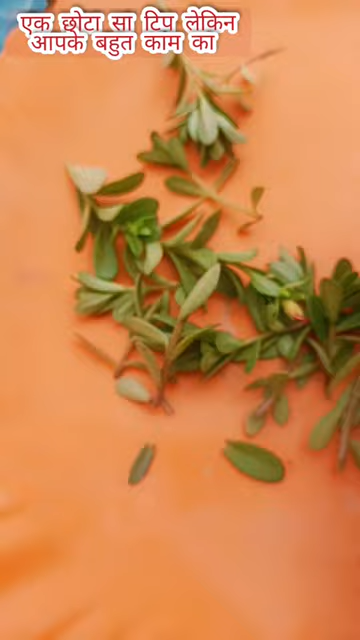 एक छोटा सा टिप लेकिन
आपके बहुत काम का